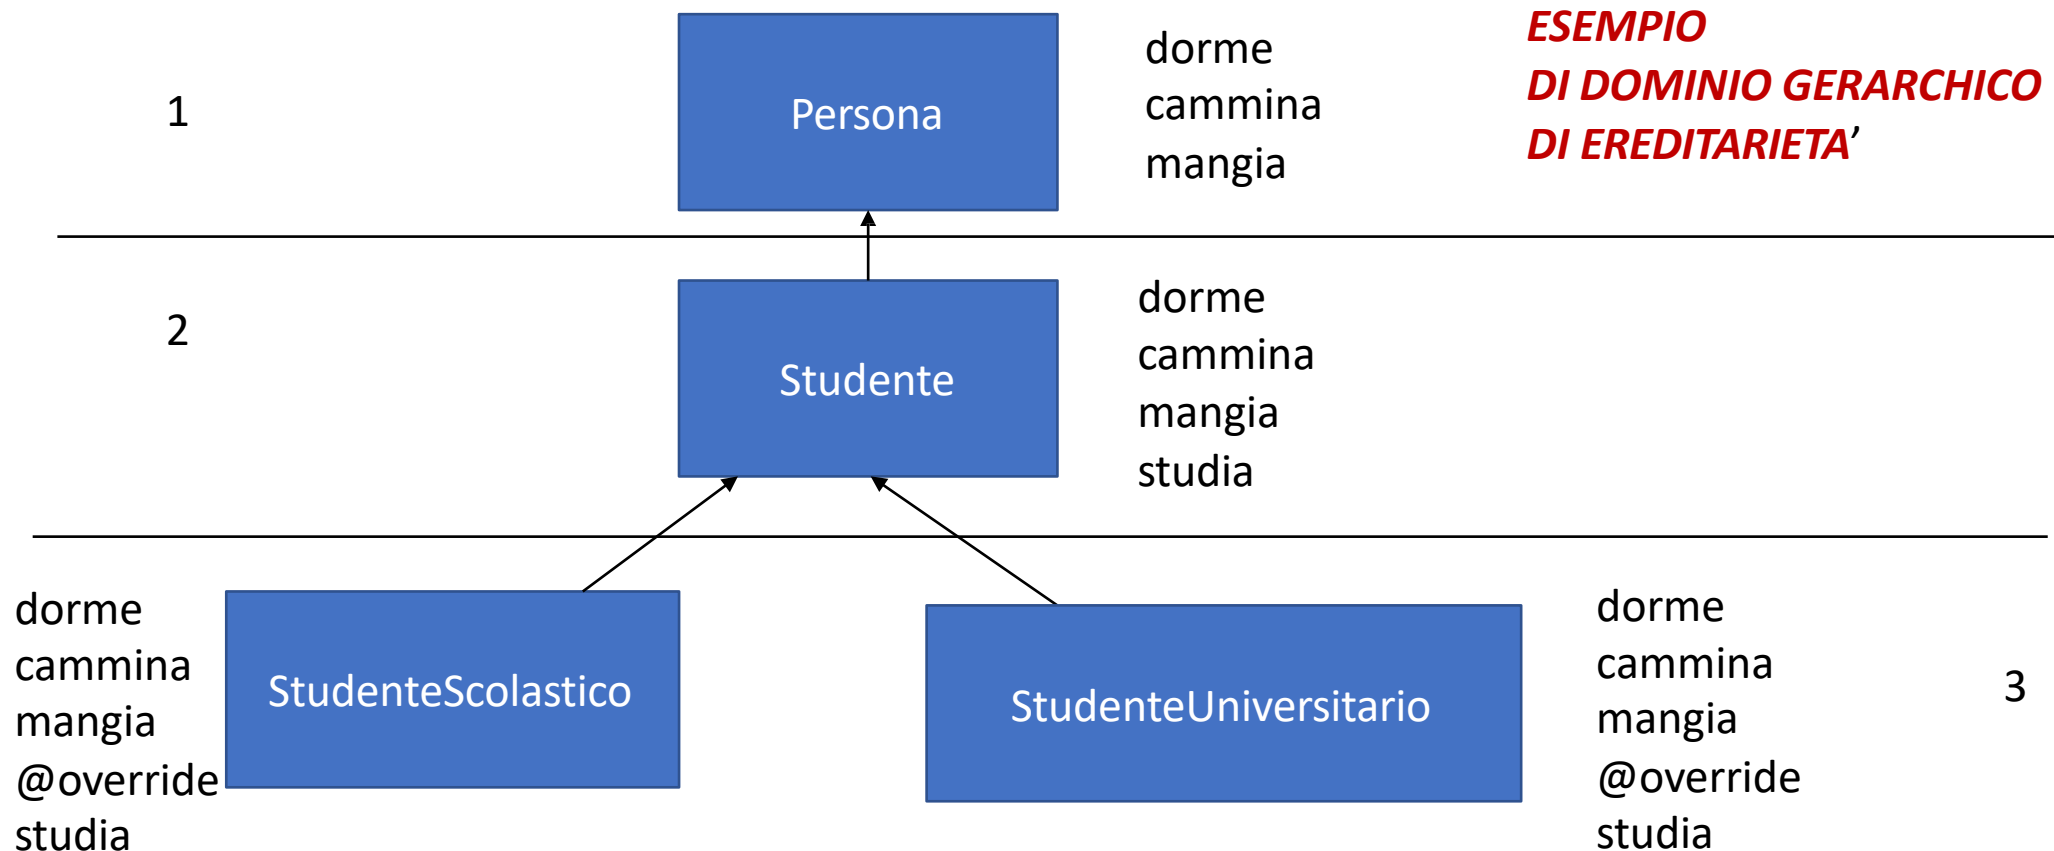 ESEMPIO
DI DOMINIO GERARCHICO
DI EREDITARIETA’
1
Persona
dorme
cammina
mangia
2
Studente
dorme
cammina
mangia
studia
dorme
cammina
mangia
@override
studia
StudenteScolastico
StudenteUniversitario
dorme
cammina
mangia
@override
studia
3